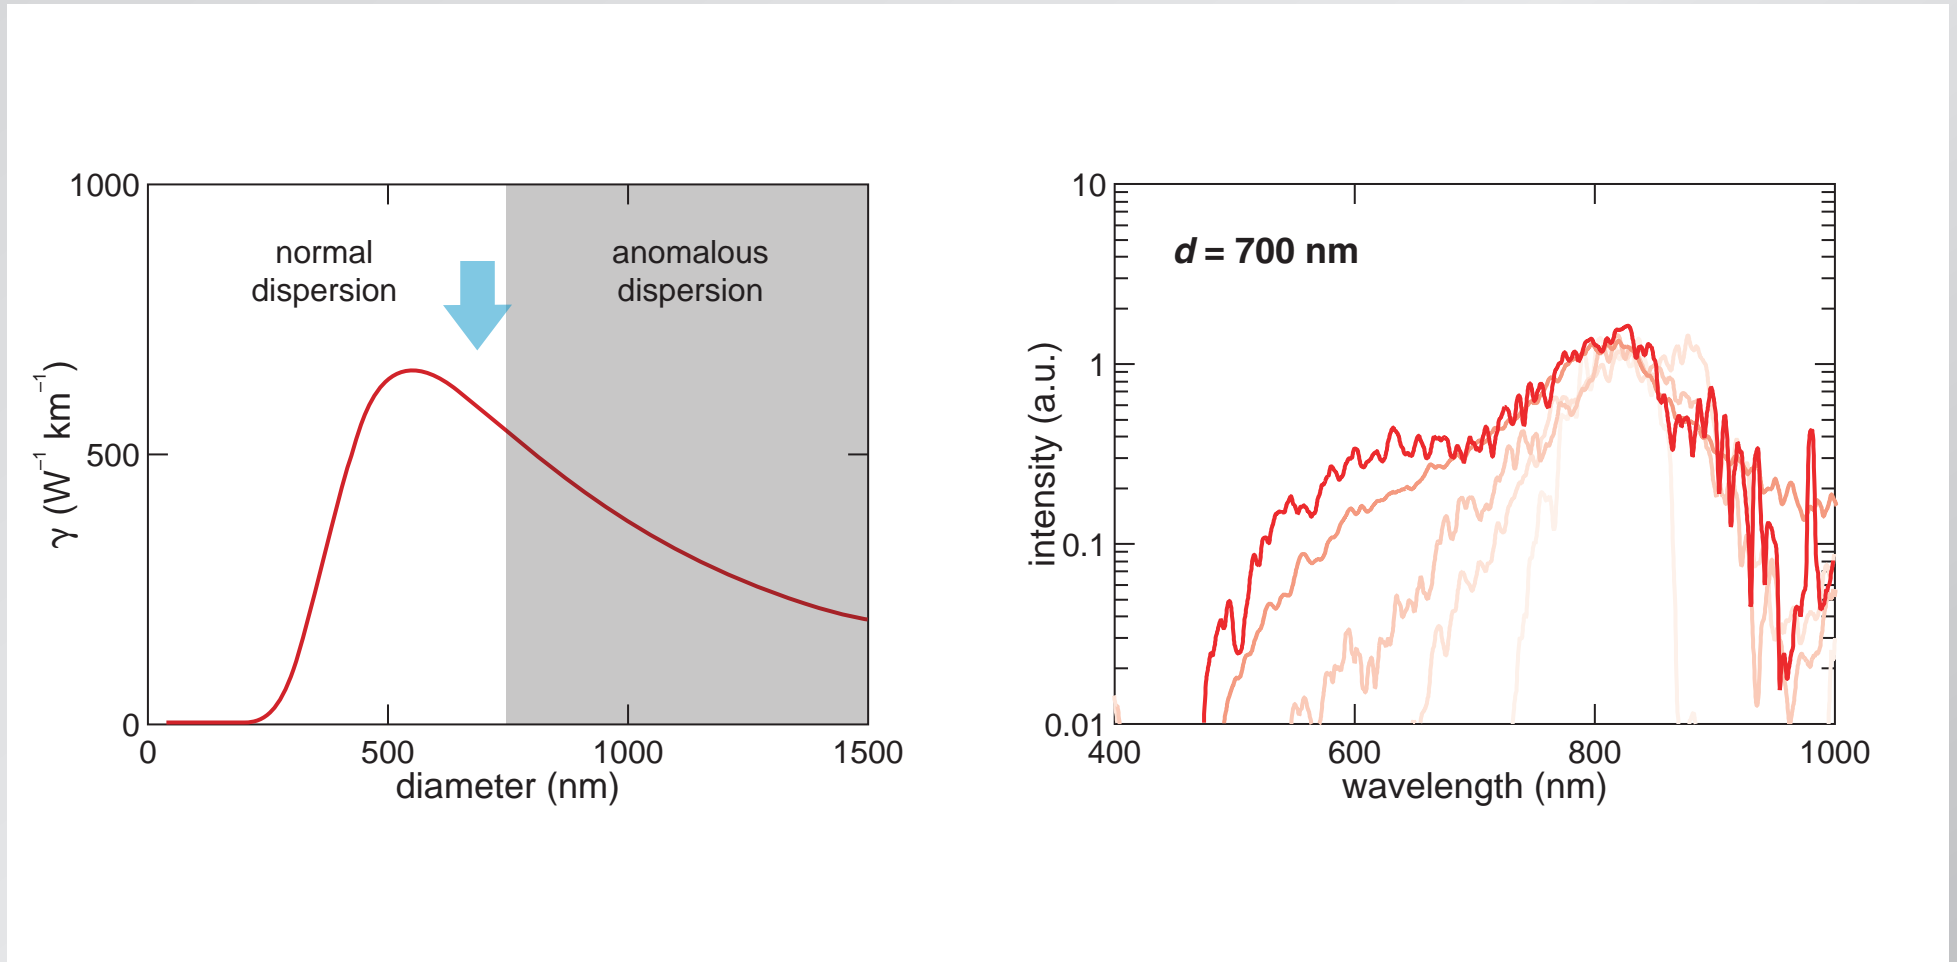 1000
500
0
0
500
1000
1500
normal
dispersion
anomalous
dispersion
γ (W⁻¹ km⁻¹)
diameter (nm)
10
1
0.1
0.01
400
600
800
1000
d = 700 nm
intensity (a.u.)
wavelength (nm)